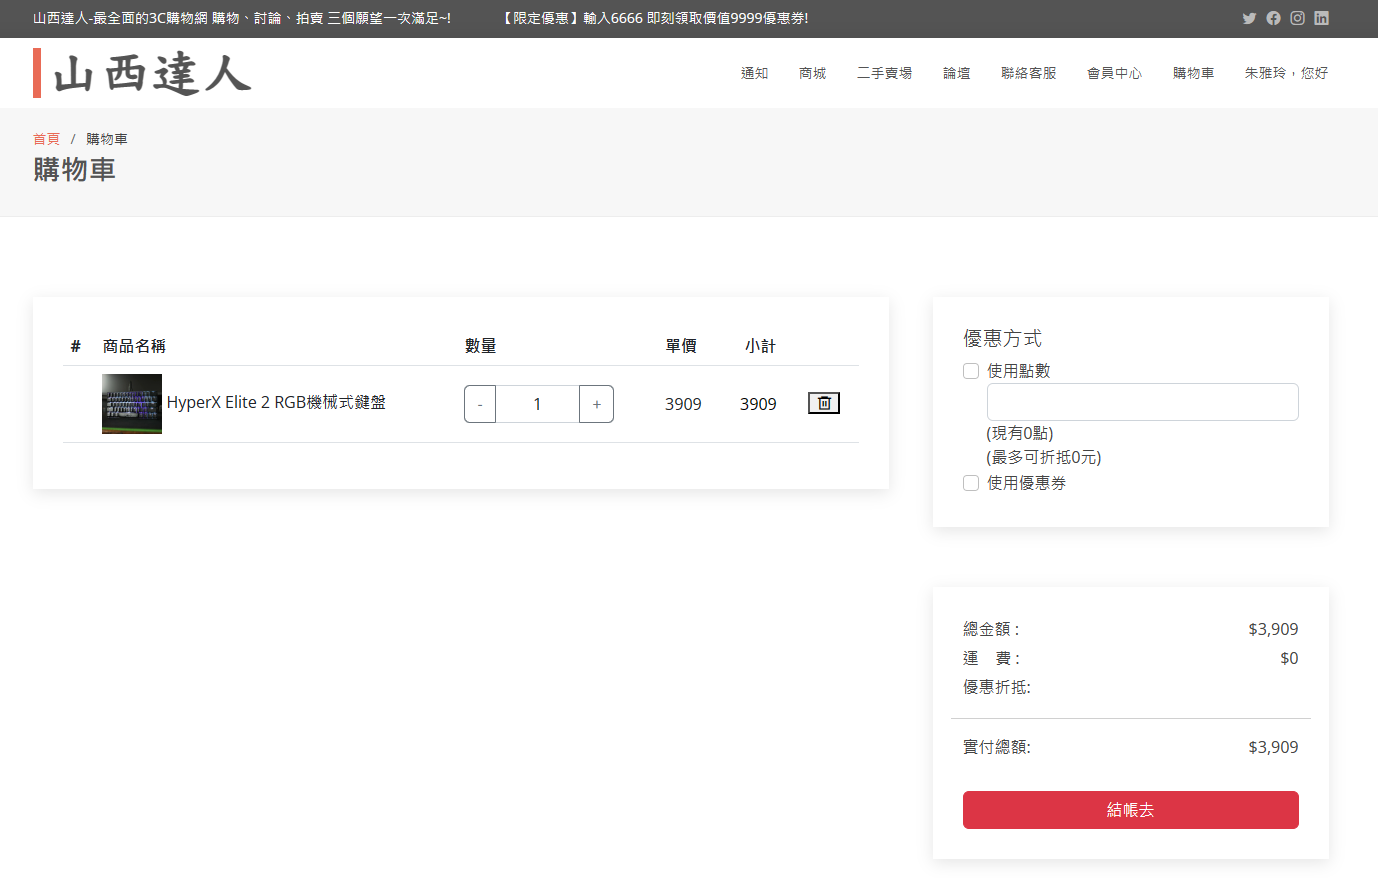 山西達人-最全面的3C購物網 購物、討論、拍賣 三個願望一次滿足~! 【限定優惠】輸入6666 即刻領取價值9999優惠券!
山西達人
通知 商城 二手賣場 論壇 聯絡客服 會員中心 購物車 朱雅玲，您好
首頁 / 購物車
購物車
# 商品名稱 數量 單價 小計
HyperX Elite 2 RGB機械式鍵盤 - 1 + 3909 3909
優惠方式
使用點數
(現有0點)
(最多可折抵0元)
使用優惠券
總金額 : $3,909
運 費 : $0
優惠折抵:
實付總額: $3,909
結帳去